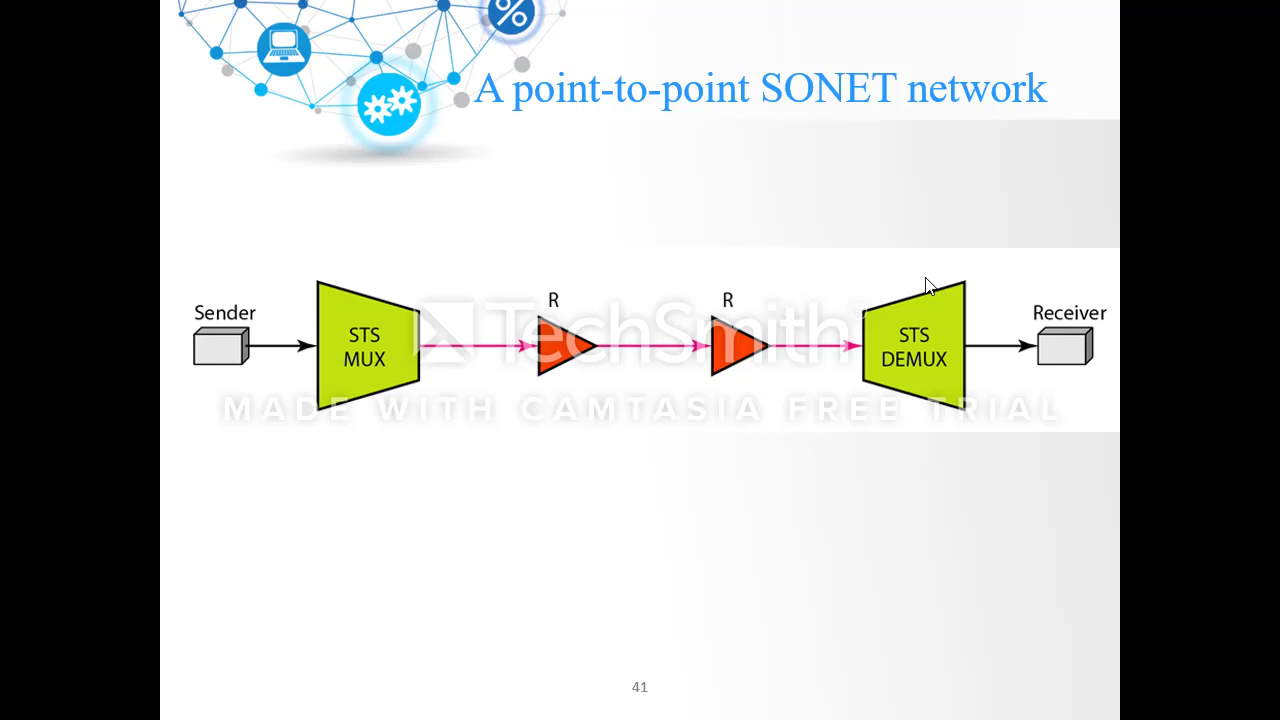 A point-to-point SONET network
Sender
STS
MUX
R
R
STS
DEMUX
Receiver
TechSmith
MADE WITH CAMTASIA FREE TRIAL
41